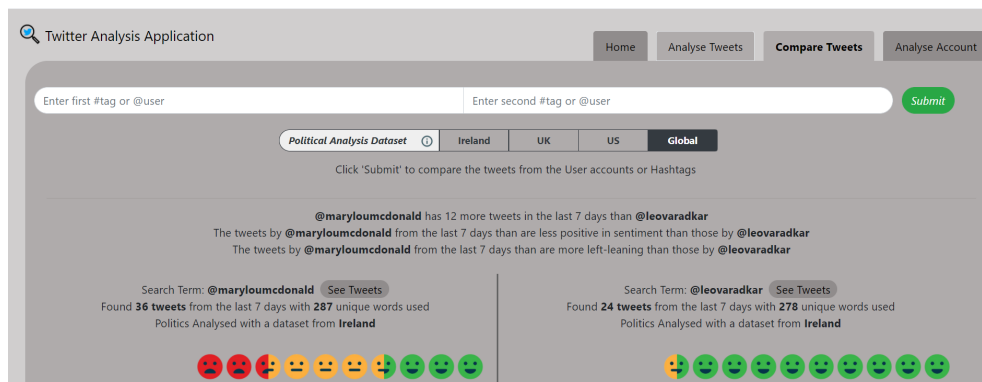 Twitter Analysis Application
Home Analyse Tweets Compare Tweets Analyse Account
Enter first #tag or @user Enter second #tag or @user Submit
Political Analysis Dataset Ireland UK US Global
Click 'Submit' to compare the tweets from the User accounts or Hashtags
@maryloumcdonald has 12 more tweets in the last 7 days than @leovaradkar
The tweets by @maryloumcdonald from the last 7 days than are less positive in sentiment than those by @leovaradkar
The tweets by @maryloumcdonald from the last 7 days than are more left-leaning than those by @leovaradkar
Search Term: @maryloumcdonald See Tweets
Found 36 tweets from the last 7 days with 287 unique words used
Politics Analysed with a dataset from Ireland
Search Term: @leovaradkar See Tweets
Found 24 tweets from the last 7 days with 278 unique words used
Politics Analysed with a dataset from Ireland